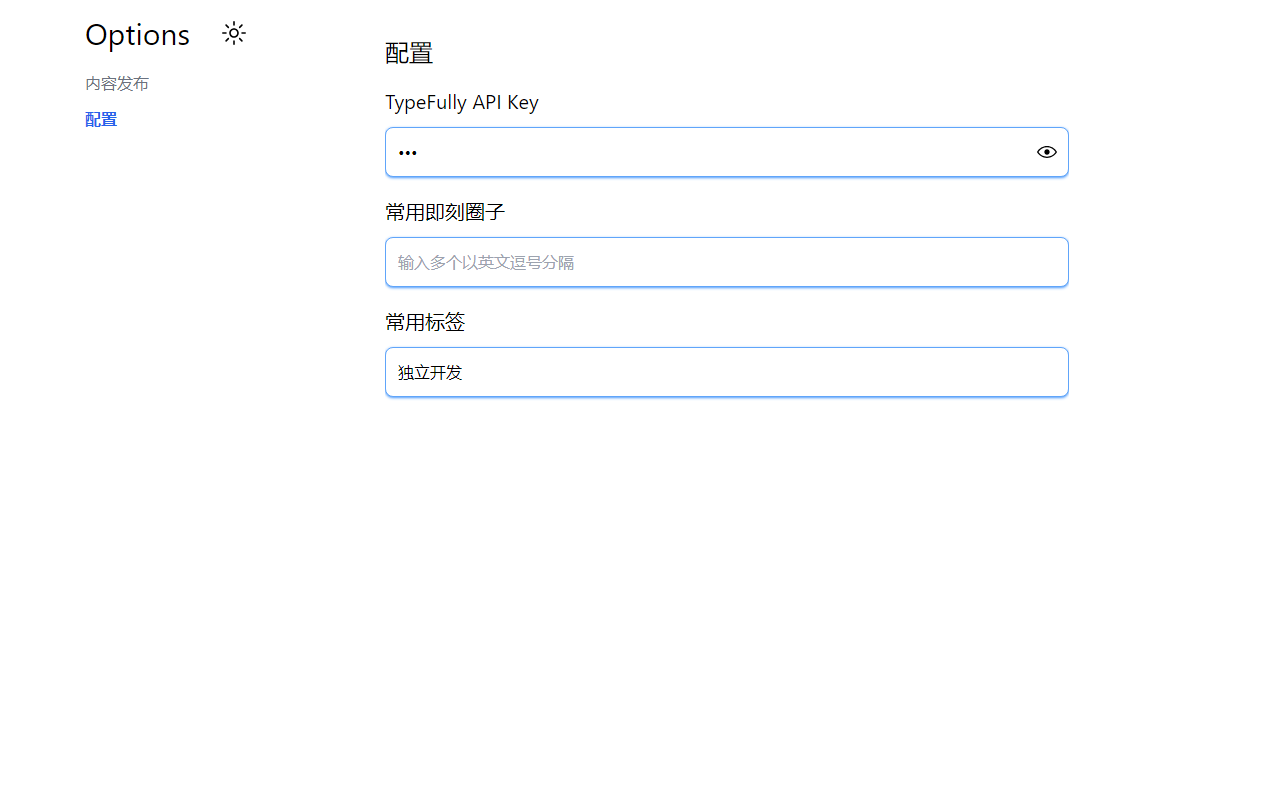 Options
内容发布
配置
配置
TypeFully API Key
•••
常用即刻圈子
输入多个以英文逗号分隔
常用标签
独立开发